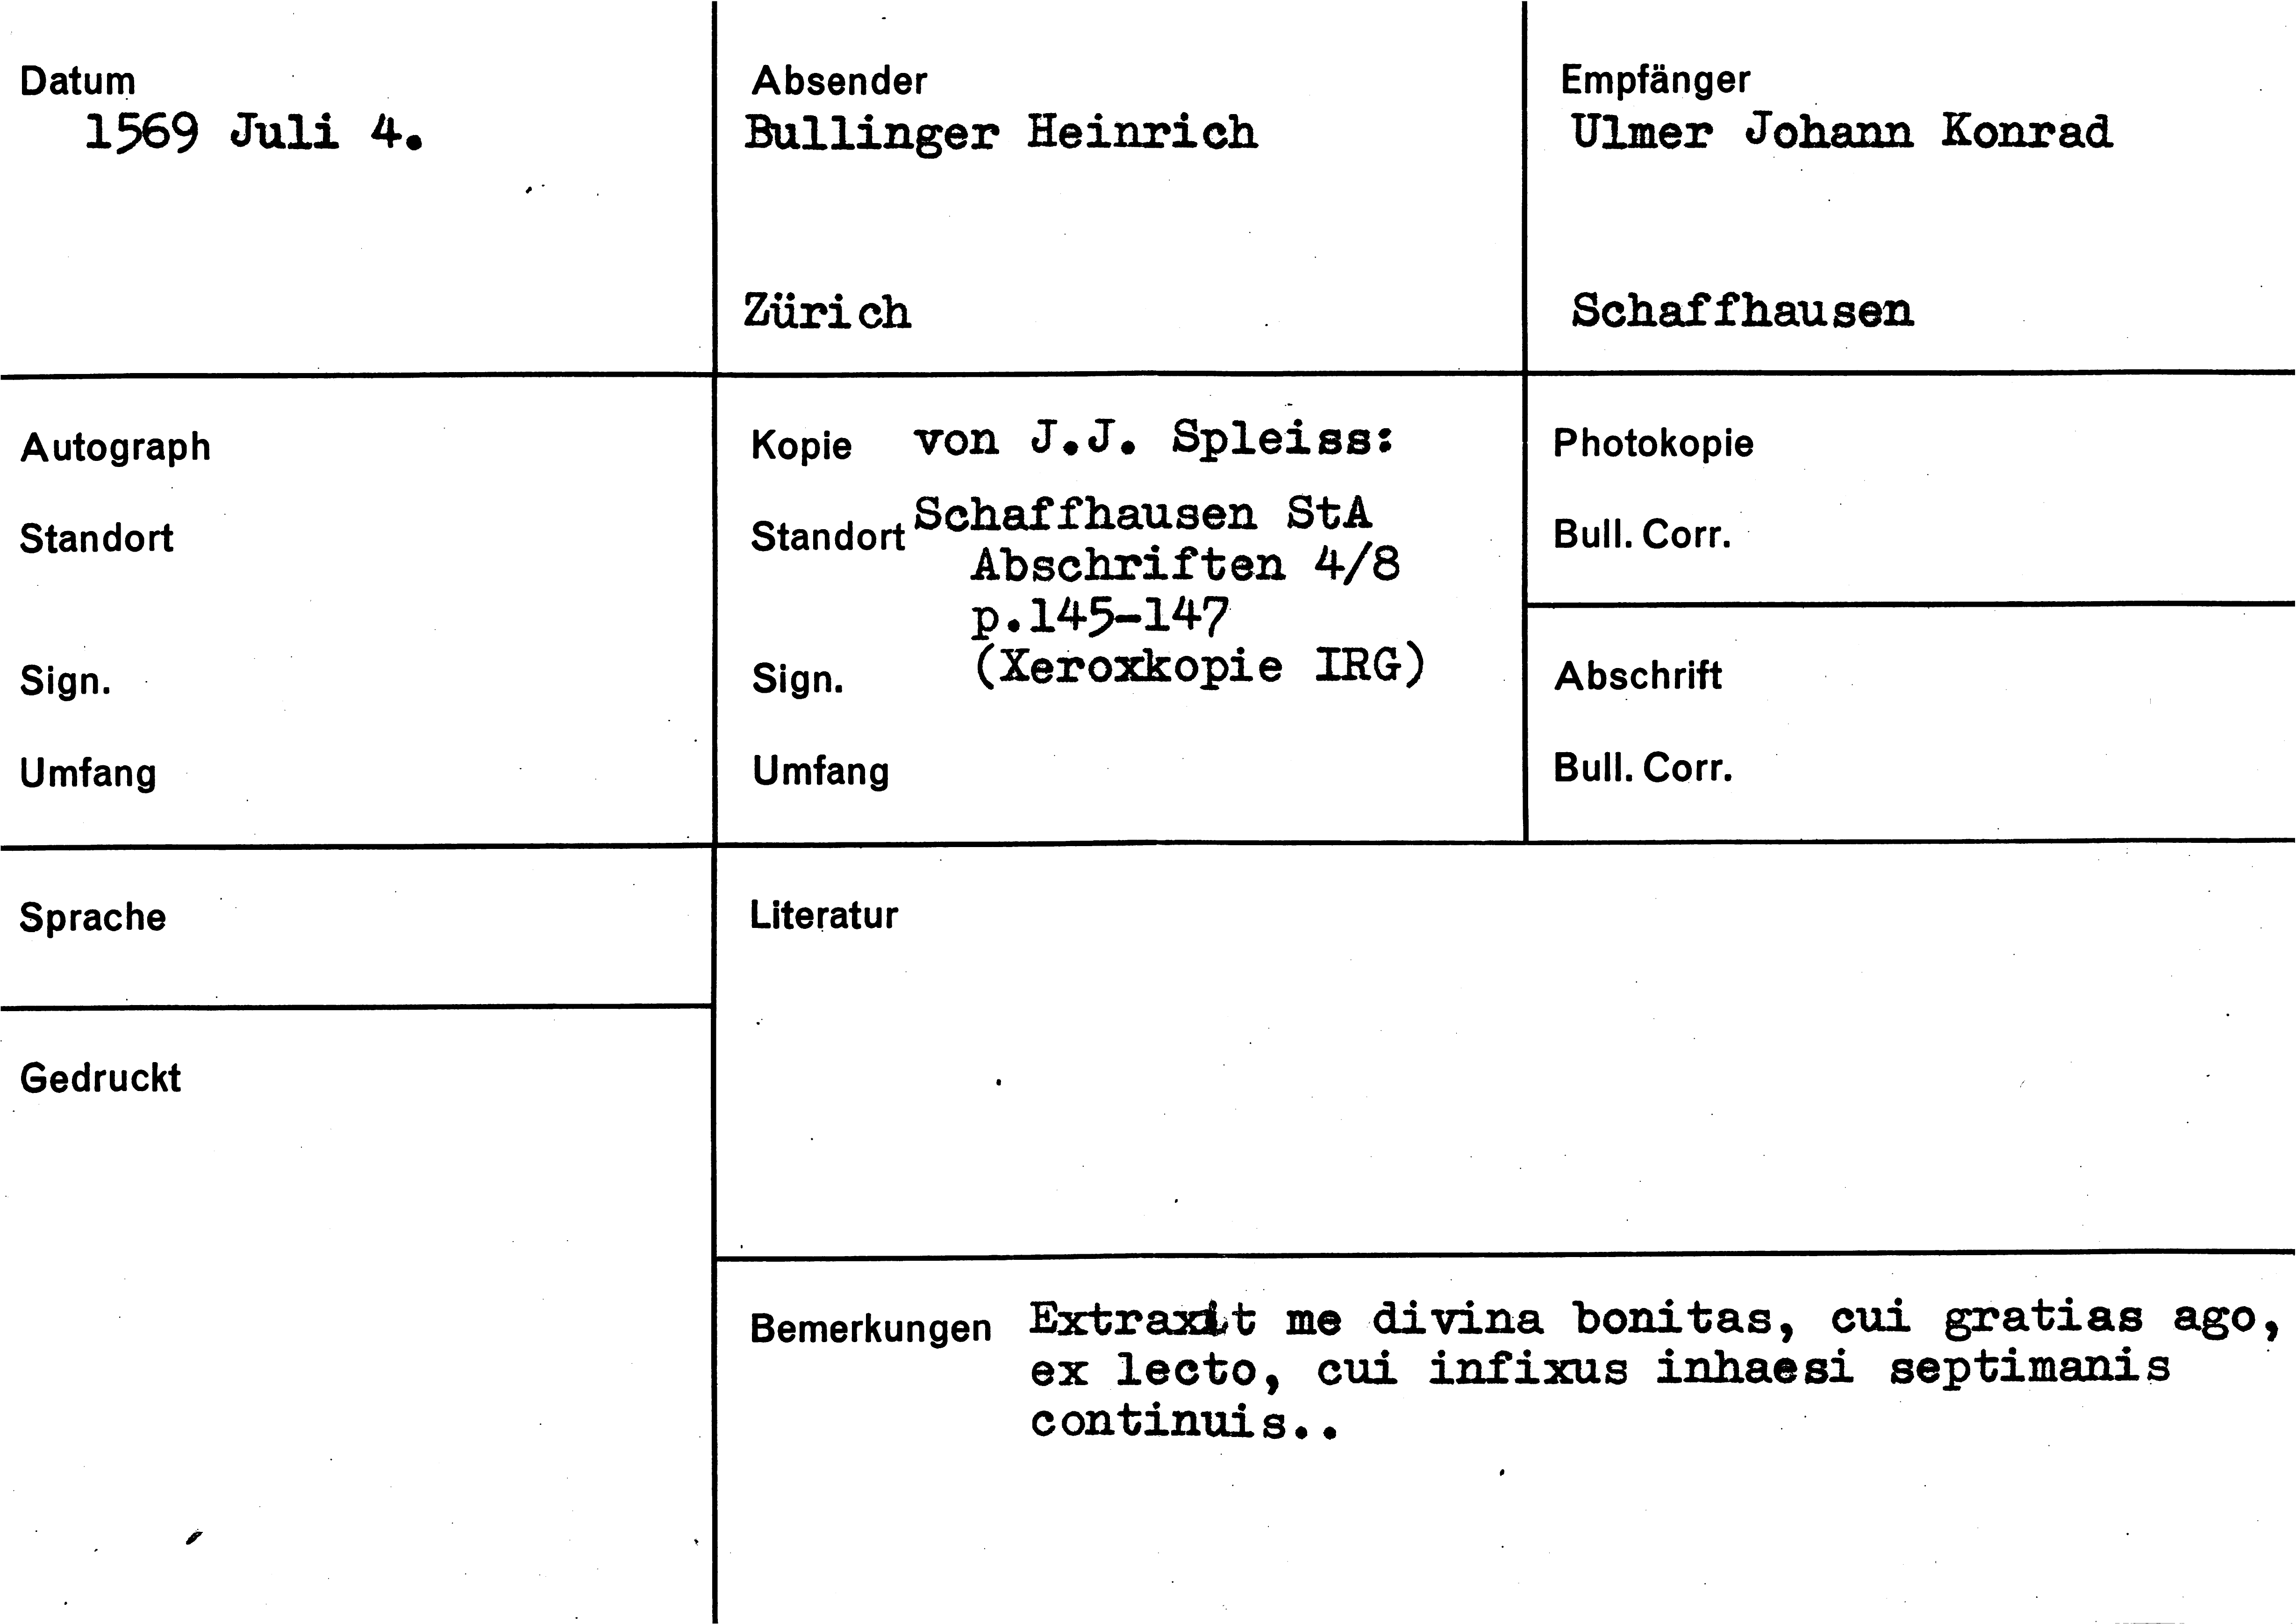 Datum
1569 Juli 4.
Absender
Bullinger Heinrich
Zürich
Empfänger
Ulmer Johann Konrad
Schaffhausen
Autograph
Standort
Sign.
Umfang
Kopie von J.J. Spleiss:
Standort Schaffhausen StA
Abschriften 4/8
p.145-147
(Xeroxkopie IRG)
Sign.
Umfang
Photokopie
Bull. Corr.
Abschrift
Bull. Corr.
Sprache
Gedruckt
Literatur
Bemerkungen Extraxit me divina bonitas, cui gratias ago,
ex lecto, cui infixus inhaesi septimanis
continuis..